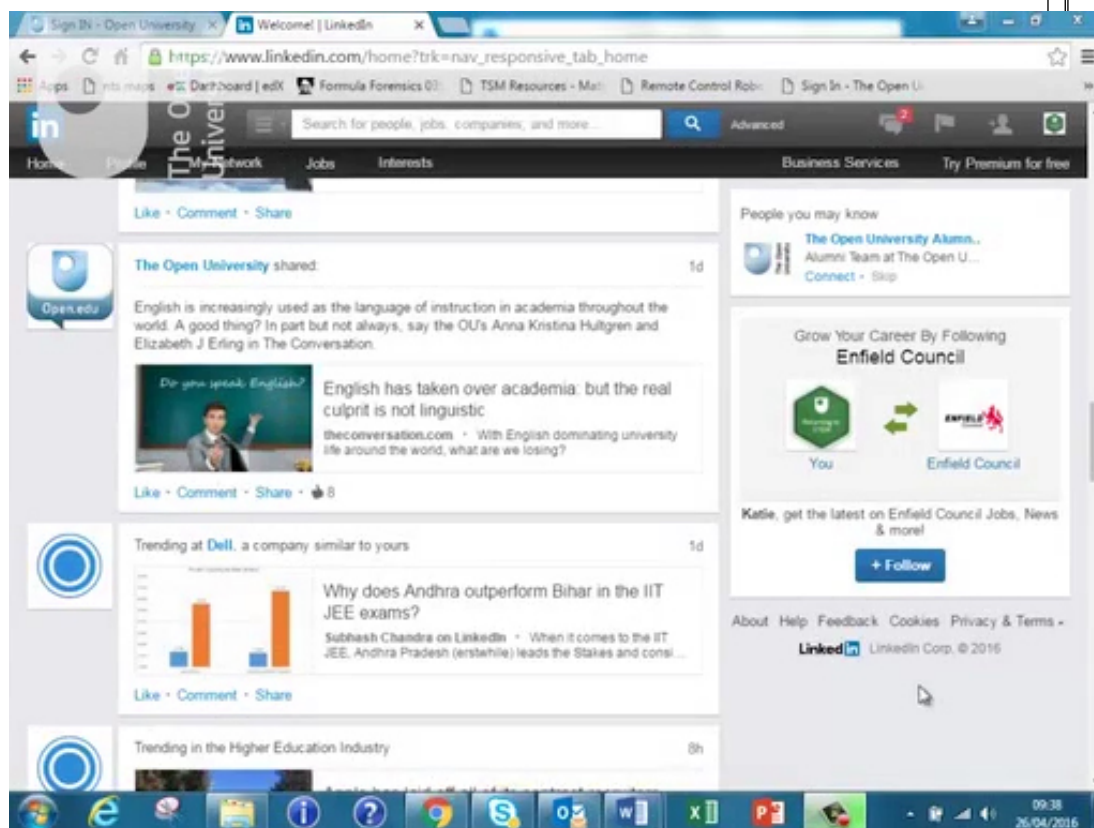 Sign IN - Open University
Welcome! | LinkedIn
https://www.linkedin.com/home?trk=nav_responsive_tab_home
Apps
Dashboard | edX
Formula Forensics 03
TSM Resources - Mat
Remote Control Rob
Sign In - The Open U
The O
Univer
in
Search for people, jobs, companies, and more...
Advanced
2
Home
Profile
My Network
Jobs
Interests
Business Services
Try Premium for free
Like · Comment · Share
Open.edu
The Open University shared:
1d
English is increasingly used as the language of instruction in academia throughout the
world. A good thing? In part but not always, say the OU's Anna Kristina Hultgren and
Elizabeth J Erling in The Conversation.
Do you speak English?
English has taken over academia: but the real
culprit is not linguistic
theconversation.com · With English dominating university
life around the world, what are we losing?
Like · Comment · Share · 8
Trending at Dell, a company similar to yours
1d
Why does Andhra outperform Bihar in the IIT
JEE exams?
Subhash Chandra on LinkedIn · When it comes to the IIT
JEE, Andhra Pradesh (erstwhile) leads the Stakes and consi...
Like · Comment · Share
Trending in the Higher Education Industry
8h
People you may know
The Open University Alumn..
Alumni Team at The Open U...
Connect · Skip
Grow Your Career By Following
Enfield Council
ENFIELD
You
Enfield Council
Katie, get the latest on Enfield Council Jobs, News
& more!
+ Follow
About Help Feedback Cookies Privacy & Terms
LinkedIn LinkedIn Corp. © 2016
09:38
26/04/2016